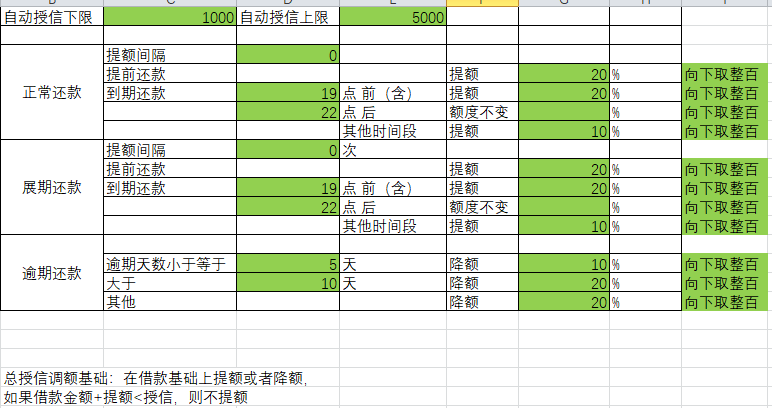 自动授信下限 1000 自动授信上限 5000
提额间隔 0
提前还款 提额 20 % 向下取整百
正常还款 到期还款 19 点 前（含） 提额 20 % 向下取整百
22 点 后 额度不变 % 向下取整百
其他时间段 提额 10 % 向下取整百
提额间隔 0 次
提前还款 提额 20 % 向下取整百
展期还款 到期还款 19 点 前（含） 提额 20 % 向下取整百
22 点 后 额度不变 % 向下取整百
其他时间段 提额 10 % 向下取整百
逾期还款 逾期天数小于等于 5 天 降额 10 % 向下取整百
大于 10 天 降额 20 % 向下取整百
其他 降额 20 % 向下取整百
总授信调额基础：在借款基础上提额或者降额，
如果借款金额+提额<授信，则不提额